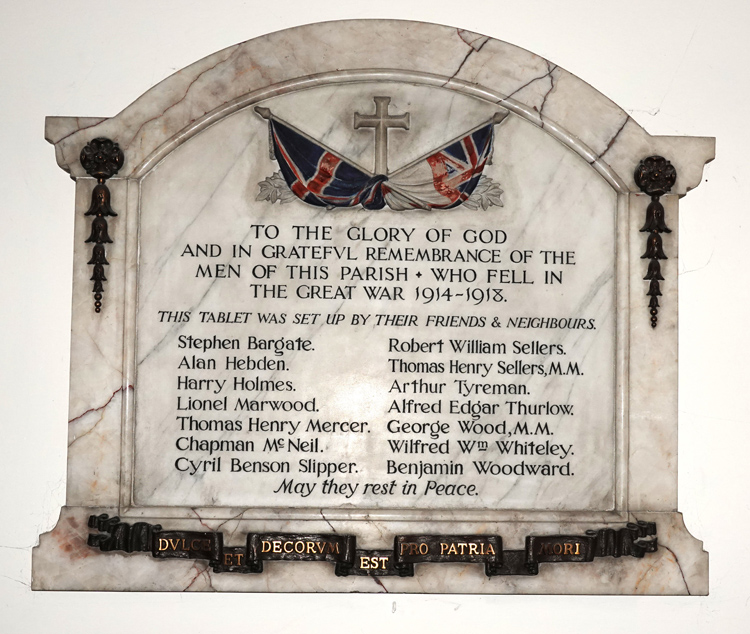 TO THE GLORY OF GOD
AND IN GRATEFVL REMEMBRANCE OF THE
MEN OF THIS PARISH + WHO FELL IN
THE GREAT WAR 1914-1918.
THIS TABLET WAS SET UP BY THEIR FRIENDS & NEIGHBOURS.
Stephen Bargate.
Alan Hebden.
Harry Holmes.
Lionel Marwood.
Thomas Henry Mercer.
Chapman Mc Neil.
Cyril Benson Slipper.
Robert William Sellers.
Thomas Henry Sellers, M.M.
Arthur Tyreman.
Alfred Edgar Thurlow.
George Wood, M.M.
Wilfred Wm Whiteley.
Benjamin Woodward.
May they rest in Peace.
DVLCE ET DECORVM EST PRO PATRIA MORI